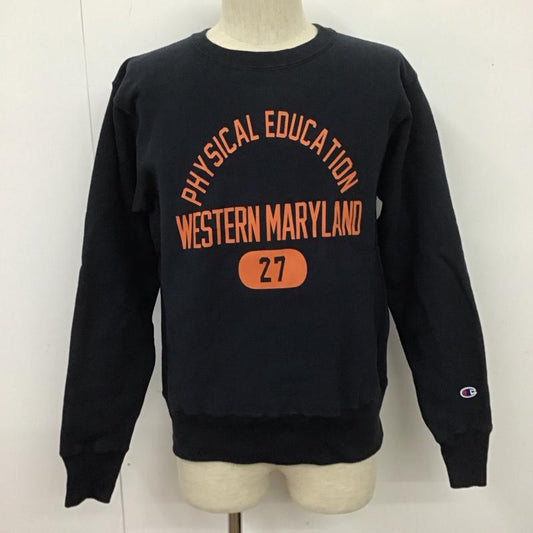 PHYSICAL EDUCATION
WESTERN MARYLAND
27